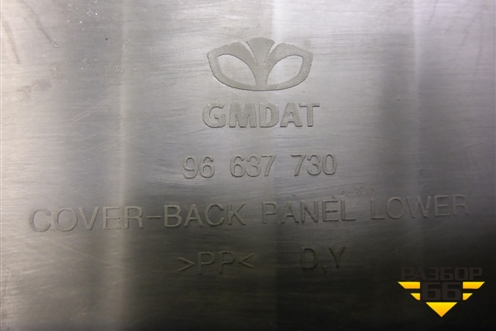 GMDAT
96 637 730
COVER-BACK PANEL LOWER
>PP< D,Y
РАЗБОР
66